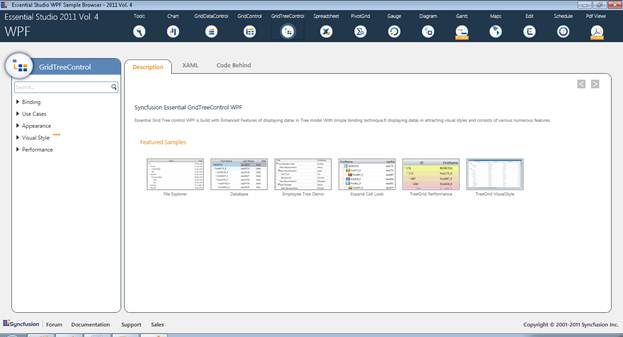 Essential Studio WPF Sample Browser - 2011 Vol. 4
Essential Studio 2011 Vol. 4
WPF
Tools Chart GridDataControl GridControl GridTreeControl Spreadsheet PivotGrid Gauge Diagram Gantt Maps Edit Schedule Pdf Viewer
GridTreeControl
Search...
Binding
Use Cases
Appearance
Visual Style
Performance
Description XAML Code Behind
Syncfusion Essential GridTreeControl WPF
Essential Grid Tree control WPF is build with Enhanced Features of displaying datas in Tree model With simple binding technique,It displaying datas in attracting visual styles and consists of various numerous features.
Featured Samples
File Explorer Database Simployee Tree Demo Expand Cell Look TreeGrid Performance TreeGrid VisualStyle
Syncfusion Forum Documentation Support Sales
Copyright © 2001-2011 Syncfusion Inc.